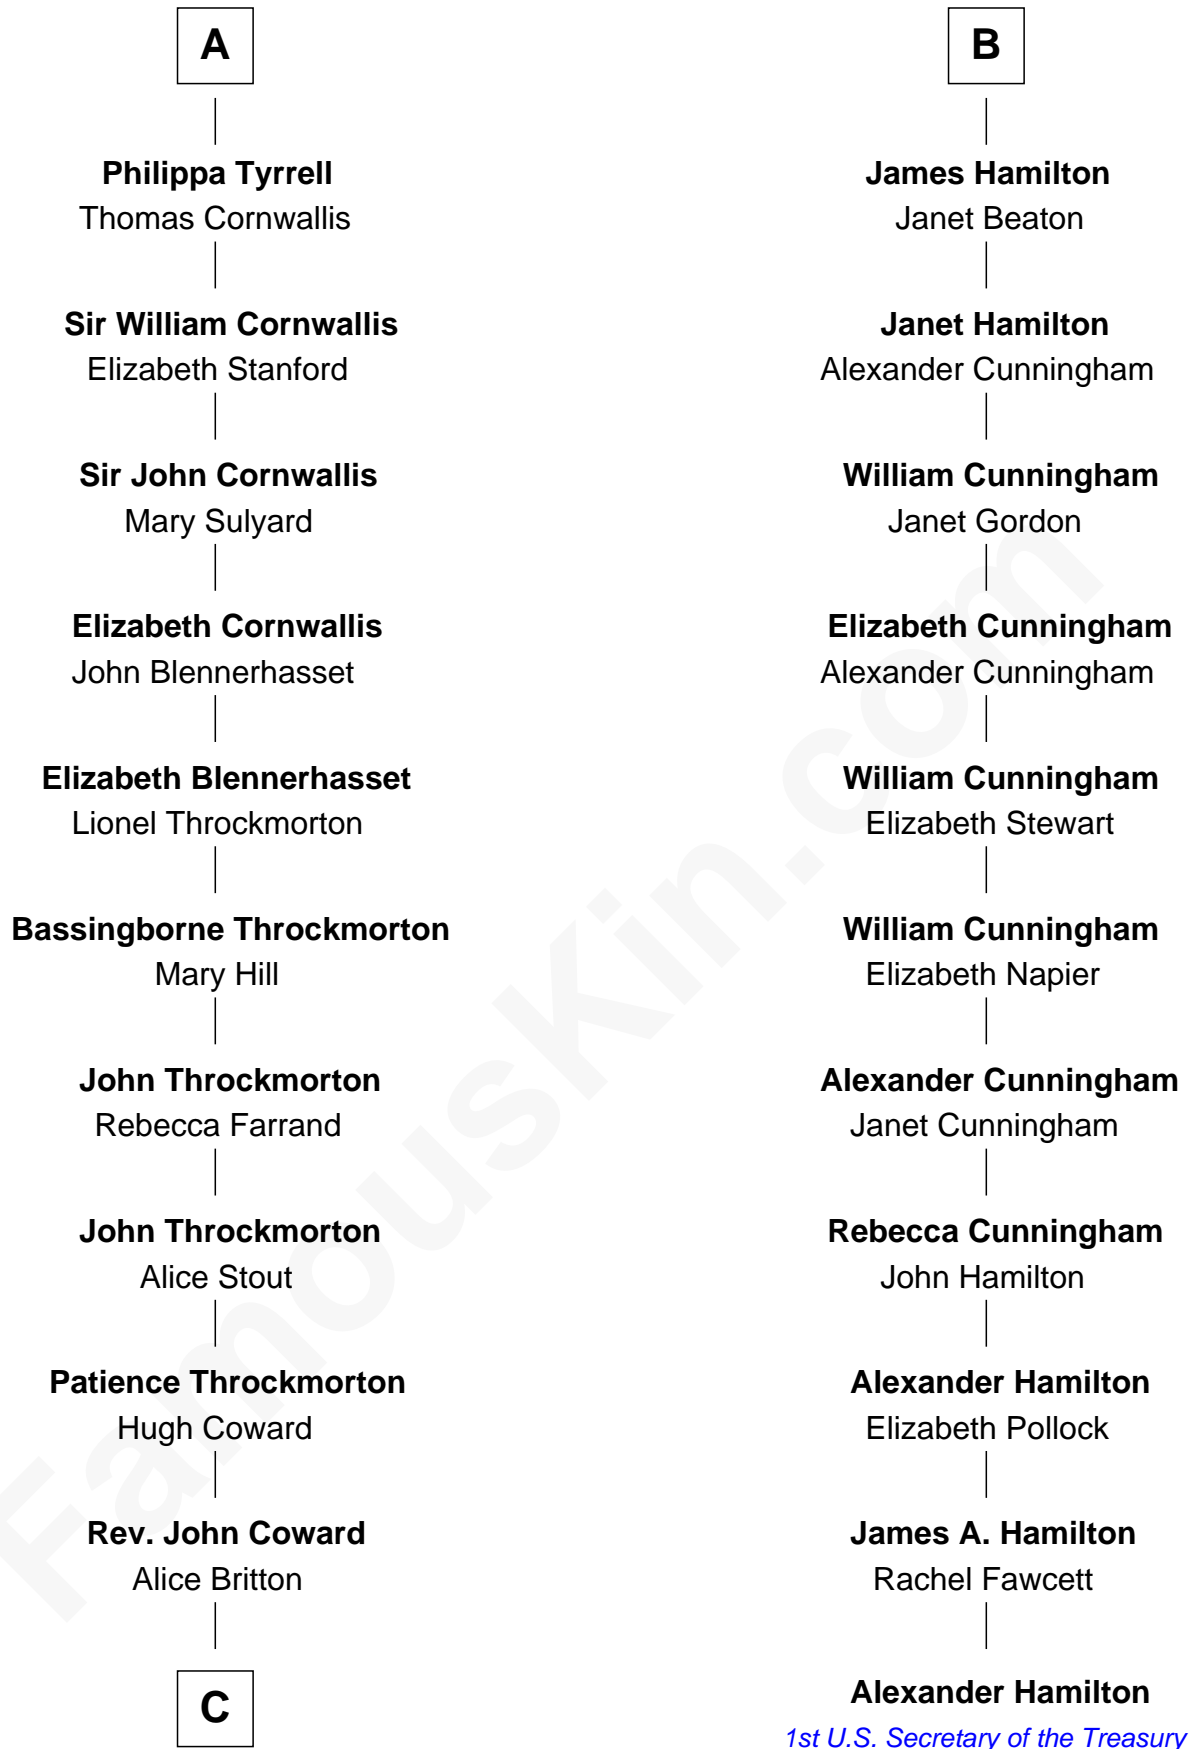 A
Philippa Tyrrell
Thomas Cornwallis
Sir William Cornwallis
Elizabeth Stanford
Sir John Cornwallis
Mary Sulyard
Elizabeth Cornwallis
John Blennerhasset
Elizabeth Blennerhasset
Lionel Throckmorton
Bassingborne Throckmorton
Mary Hill
John Throckmorton
Rebecca Farrand
John Throckmorton
Alice Stout
Patience Throckmorton
Hugh Coward
Rev. John Coward
Alice Britton
C
B
James Hamilton
Janet Beaton
Janet Hamilton
Alexander Cunningham
William Cunningham
Janet Gordon
Elizabeth Cunningham
Alexander Cunningham
William Cunningham
Elizabeth Stewart
William Cunningham
Elizabeth Napier
Alexander Cunningham
Janet Cunningham
Rebecca Cunningham
John Hamilton
Alexander Hamilton
Elizabeth Pollock
James A. Hamilton
Rachel Fawcett
Alexander Hamilton
1st U.S. Secretary of the Treasury
FamousKin.com